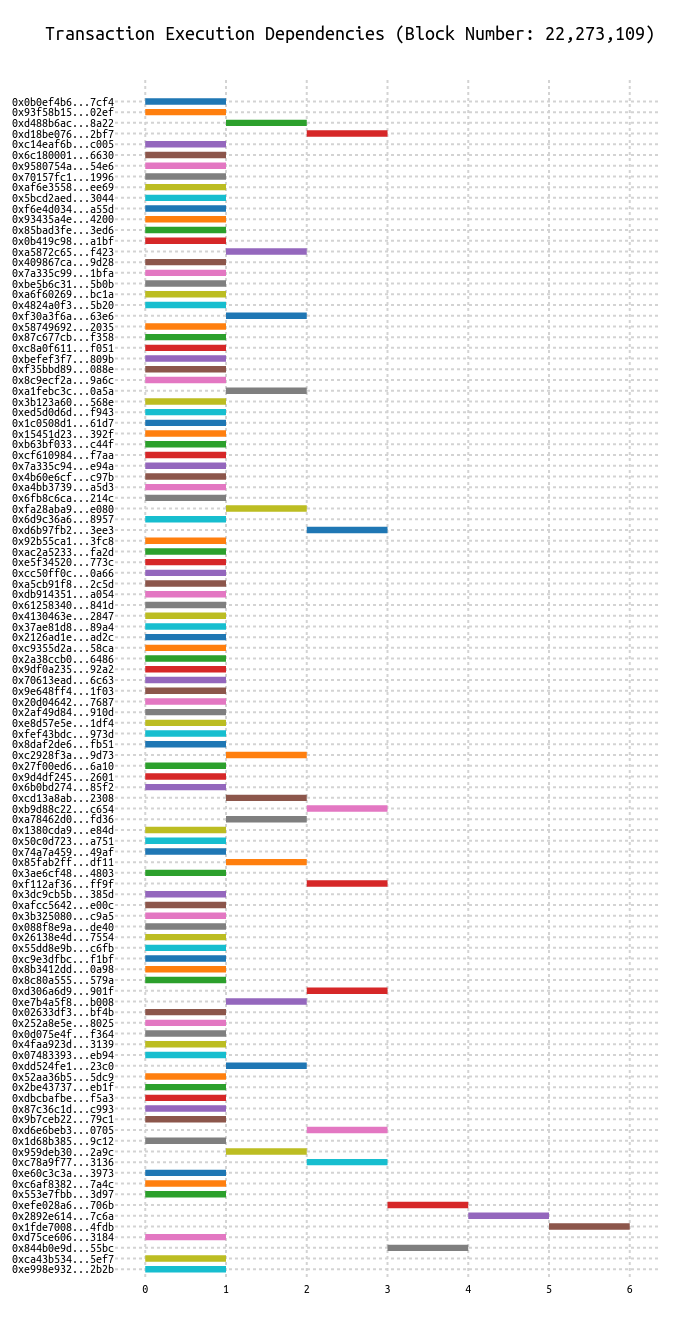 Transaction Execution Dependencies (Block Number: 22,273,109)
0x0b0ef4b6...7cf4
0x93f58b15...02ef
0xd488b6ac...8a22
0xd18be076...2bf7
0xc14eaf6b...c005
0x6c180001...6630
0x9580754a...54e6
0x70157fc1...1996
0xaf6e3558...ee69
0x5bcd2aed...3044
0xf6e4d034...a55d
0x93435a4e...4200
0x85bad3fe...3ed6
0x0b419c98...a1bf
0xa5872c65...f423
0x409867ca...9d28
0x7a335c99...1bfa
0xbe5b6c31...5b0b
0xa6f60269...bc1a
0x4824a0f3...5b20
0xf30a3f6a...63e6
0x58749692...2035
0x87c677cb...f358
0xc8a0f611...f051
0xbefef3f7...809b
0xf35bbd89...088e
0x8c9ecf2a...9a6c
0xa1febc3c...0a5a
0x3b123a60...568e
0xed5d0d6d...f943
0x1c0508d1...61d7
0x15451d23...392f
0xb63bf033...c44f
0xcf610984...f7aa
0x7a335c94...e94a
0x4b60e6cf...c97b
0xa4bb3739...a5d3
0x6fb8c6ca...214c
0xfa28aba9...e080
0x6d9c36a6...8957
0xd6b97fb2...3ee3
0x92b55ca1...3fc8
0xac2a5233...fa2d
0xe5f34520...773c
0xcc50ff0c...0a66
0xa5cb91f8...2c5d
0xdb914351...a054
0x61258340...841d
0x4130463e...2847
0x37ae81d8...89a4
0x2126ad1e...ad2c
0xc9355d2a...58ca
0x2a38ccb0...6486
0x9df0a235...92a2
0x70613ead...6c63
0x9e648ff4...1f03
0x20d04642...7687
0x2af49d84...910d
0xe8d57e5e...1df4
0xfef43bdc...973d
0x8daf2de6...fb51
0xc2928f3a...9d73
0x27f00ed6...6a10
0x9d4df245...2601
0x6b0bd274...85f2
0xcd13a8ab...2308
0xb9d88c22...c654
0xa78462d0...fd36
0x1380cda9...e84d
0x50c0d723...a751
0x74a7a459...49af
0x85fab2ff...df11
0x3ae6cf48...4803
0xf112af36...ff9f
0x3dc9cb5b...385d
0xafcc5642...e00c
0x3b325080...c9a5
0x088f8e9a...de40
0x26138e4d...7554
0x55dd8e9b...c6fb
0xc9e3dfbc...f1bf
0x8b3412dd...0a98
0x8c80a555...579a
0xd306a6d9...901f
0xe7b4a5f8...b008
0x02633df3...bf4b
0x252a8e5e...8025
0x0d075e4f...f364
0x4faa923d...3139
0x07483393...eb94
0xdd524fe1...23c0
0x52aa36b5...5dc9
0x2be43737...eb1f
0xdbcbafbe...f5a3
0x87c36c1d...c993
0x9b7ceb22...79c1
0xd6e6beb3...0705
0x1d68b385...9c12
0x959deb30...2a9c
0xc78a9f77...3136
0xe60c3c3a...3973
0xc6af8382...7a4c
0x553e7fbb...3d97
0xefe028a6...706b
0x2892e614...7c6a
0x1fde7008...4fdb
0xd75ce606...3184
0x844b0e9d...55bc
0xca43b534...5ef7
0xe998e932...2b2b
0 1 2 3 4 5 6